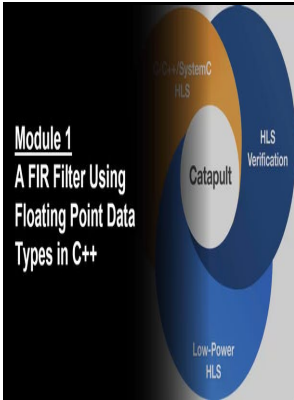 Module 1
A FIR Filter Using
Floating Point Data
Types in C++
C/C++/SystemC
HLS
HLS
Verification
Catapult
Low-Power
HLS